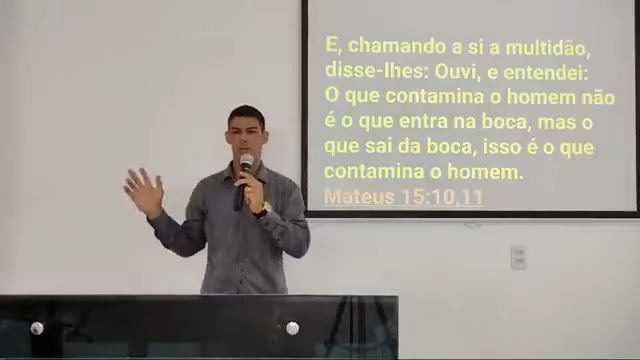 E, chamando a si a multidão,
disse-lhes: Ouvi, e entendei:
O que contamina o homem não
é o que entra na boca, mas o
que sai da boca, isso é o que
contamina o homem.
Mateus 15:10,11